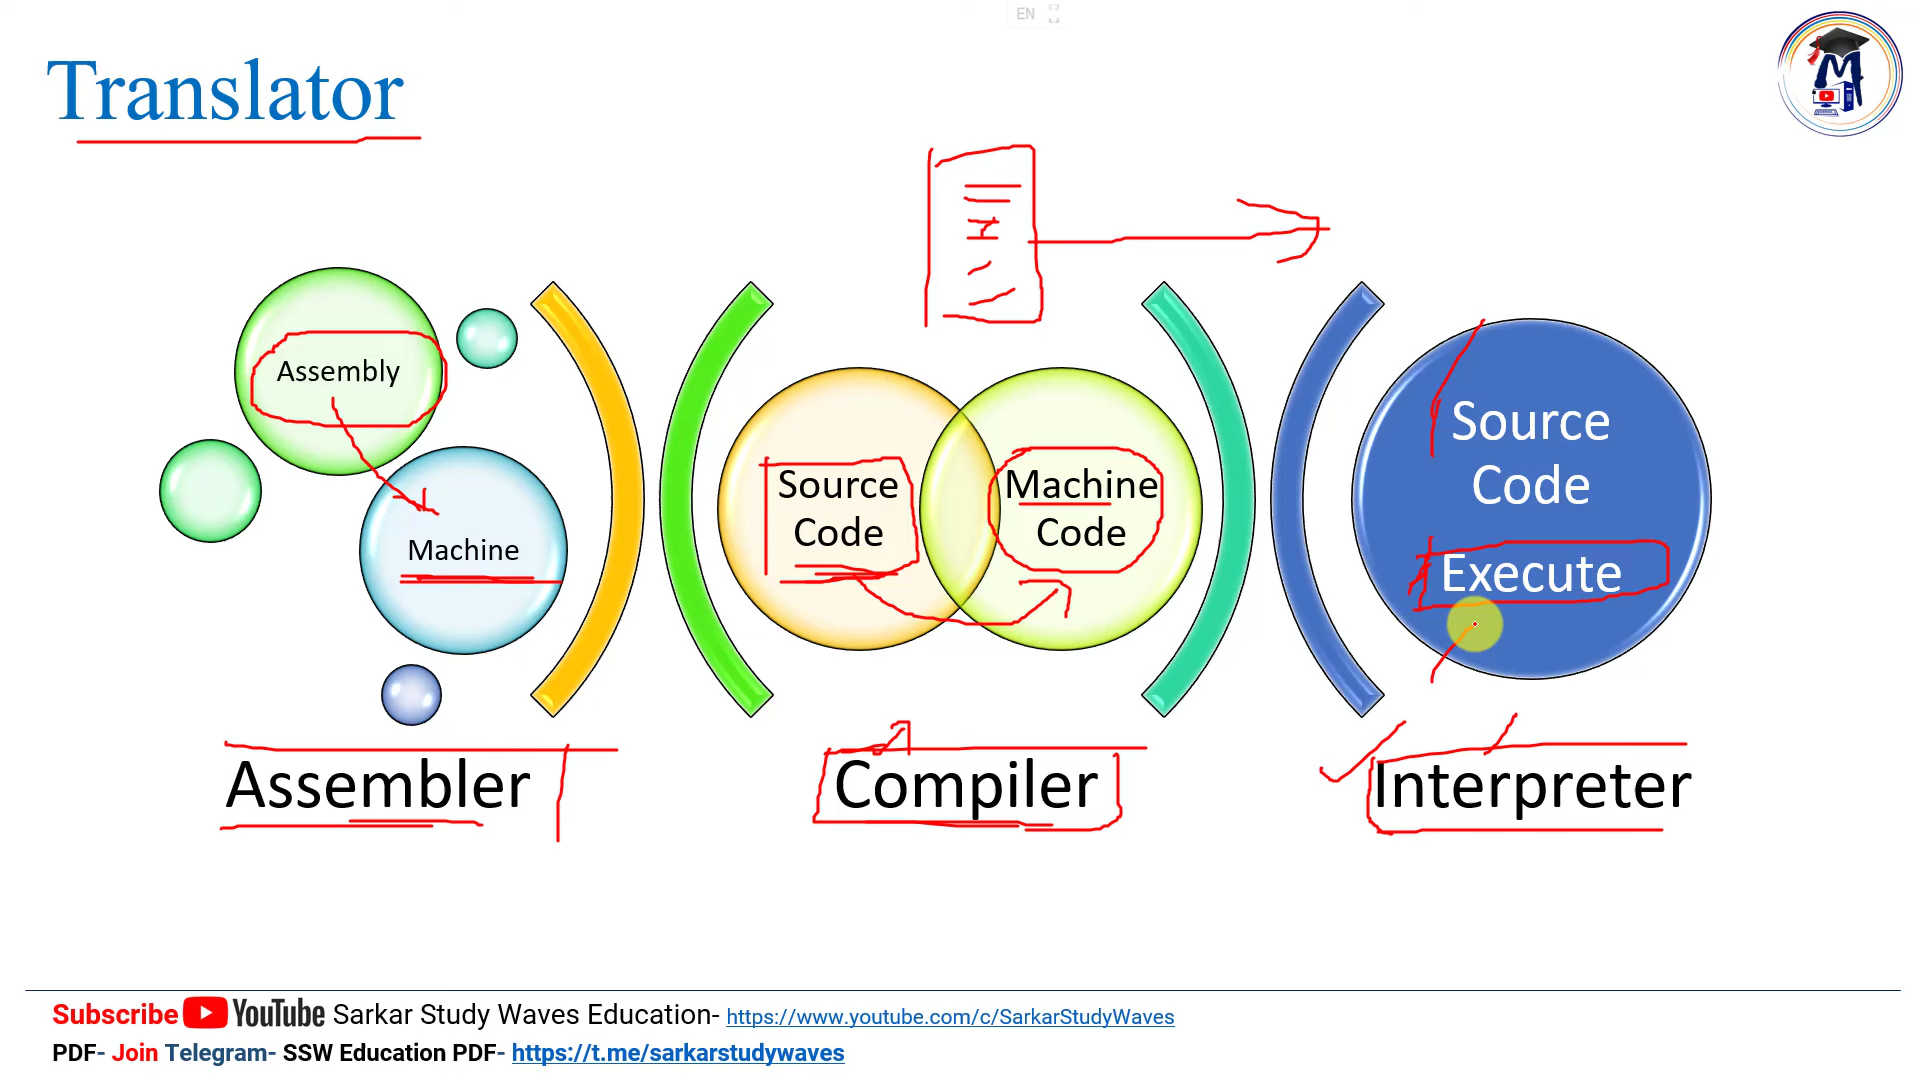 EN
Translator
Assembly
Machine
Source
Code
Machine
Code
Source
Code
Execute
Assembler
Compiler
Interpreter
Subscribe YouTube Sarkar Study Waves Education- https://www.youtube.com/c/SarkarStudyWaves
PDF- Join Telegram- SSW Education PDF- https://t.me/sarkarstudywaves